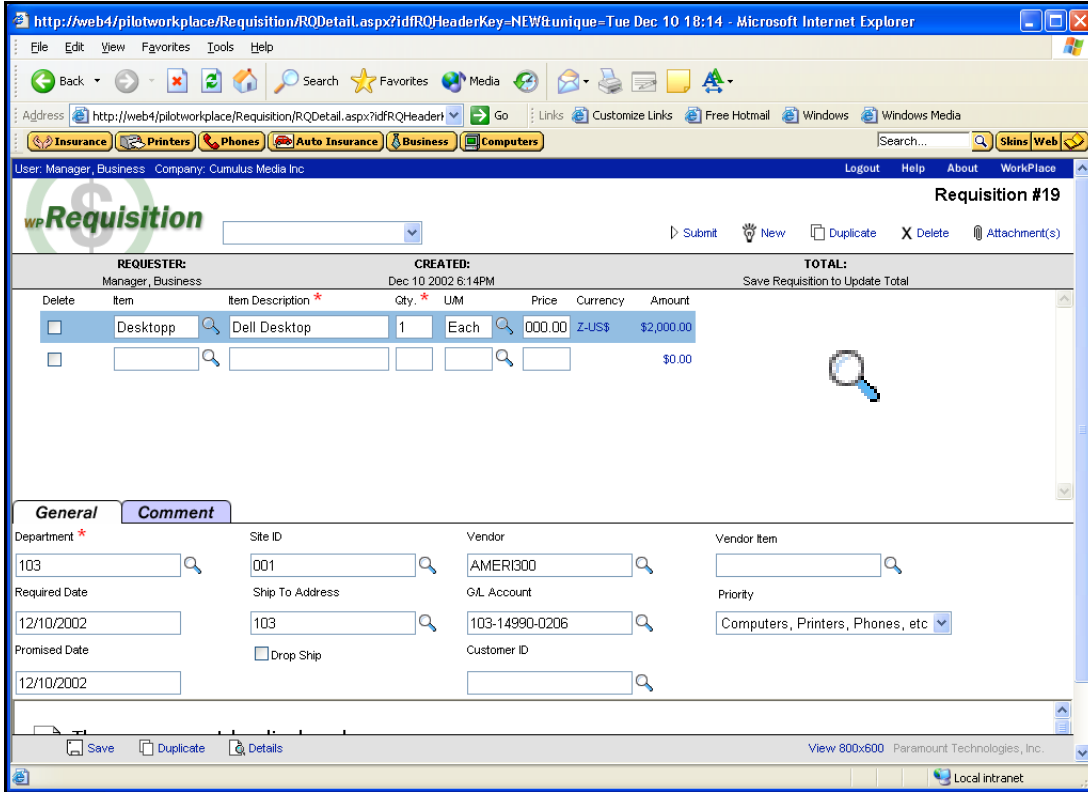 http://web4/pilotworkplace/Requisition/RQDetail.aspx?idfRQHeaderKey=NEW&unique=Tue Dec 10 18:14 - Microsoft Internet Explorer
File Edit View Favorites Tools Help
Back Search Favorites Media
Address http://web4/pilotworkplace/Requisition/RQDetail.aspx?idfRQHeaderK Go Links Customize Links Free Hotmail Windows Windows Media
Insurance Printers Phones Auto Insurance Business Computers Search... Skins Web
User: Manager, Business Company: Cumulus Media Inc Logout Help About WorkPlace
Requisition #19
WP Requisition
Submit New Duplicate X Delete Attachment(s)
REQUESTER: CREATED: TOTAL:
Manager, Business Dec 10 2002 6:14PM Save Requisition to Update Total
Delete Item Item Description * Qty. * U/M Price Currency Amount
Desktopp Dell Desktop 1 Each 000.00 Z-US$ $2,000.00
$0.00
General Comment
Department * Site ID Vendor Vendor Item
103 001 AMERI300
Required Date Ship To Address G/L Account Priority
12/10/2002 103 103-14990-0206 Computers, Printers, Phones, etc
Promised Date Drop Ship Customer ID
12/10/2002
Save Duplicate Details View 800x600 Paramount Technologies, Inc.
Local intranet